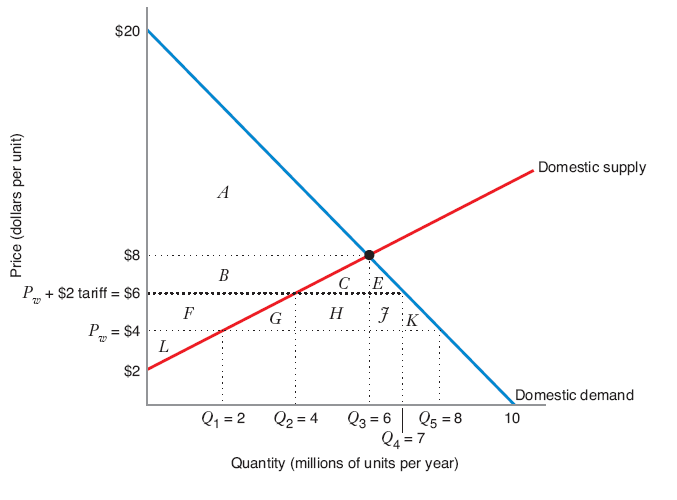 $20
Domestic supply
A
Price (dollars per unit)
$8
B
C
E
P_w + $2 tariff = $6
F
G
H
J
K
P_w = $4
L
$2
Domestic demand
Q_1 = 2
Q_2 = 4
Q_3 = 6
Q_5 = 8
10
Q_4 = 7
Quantity (millions of units per year)